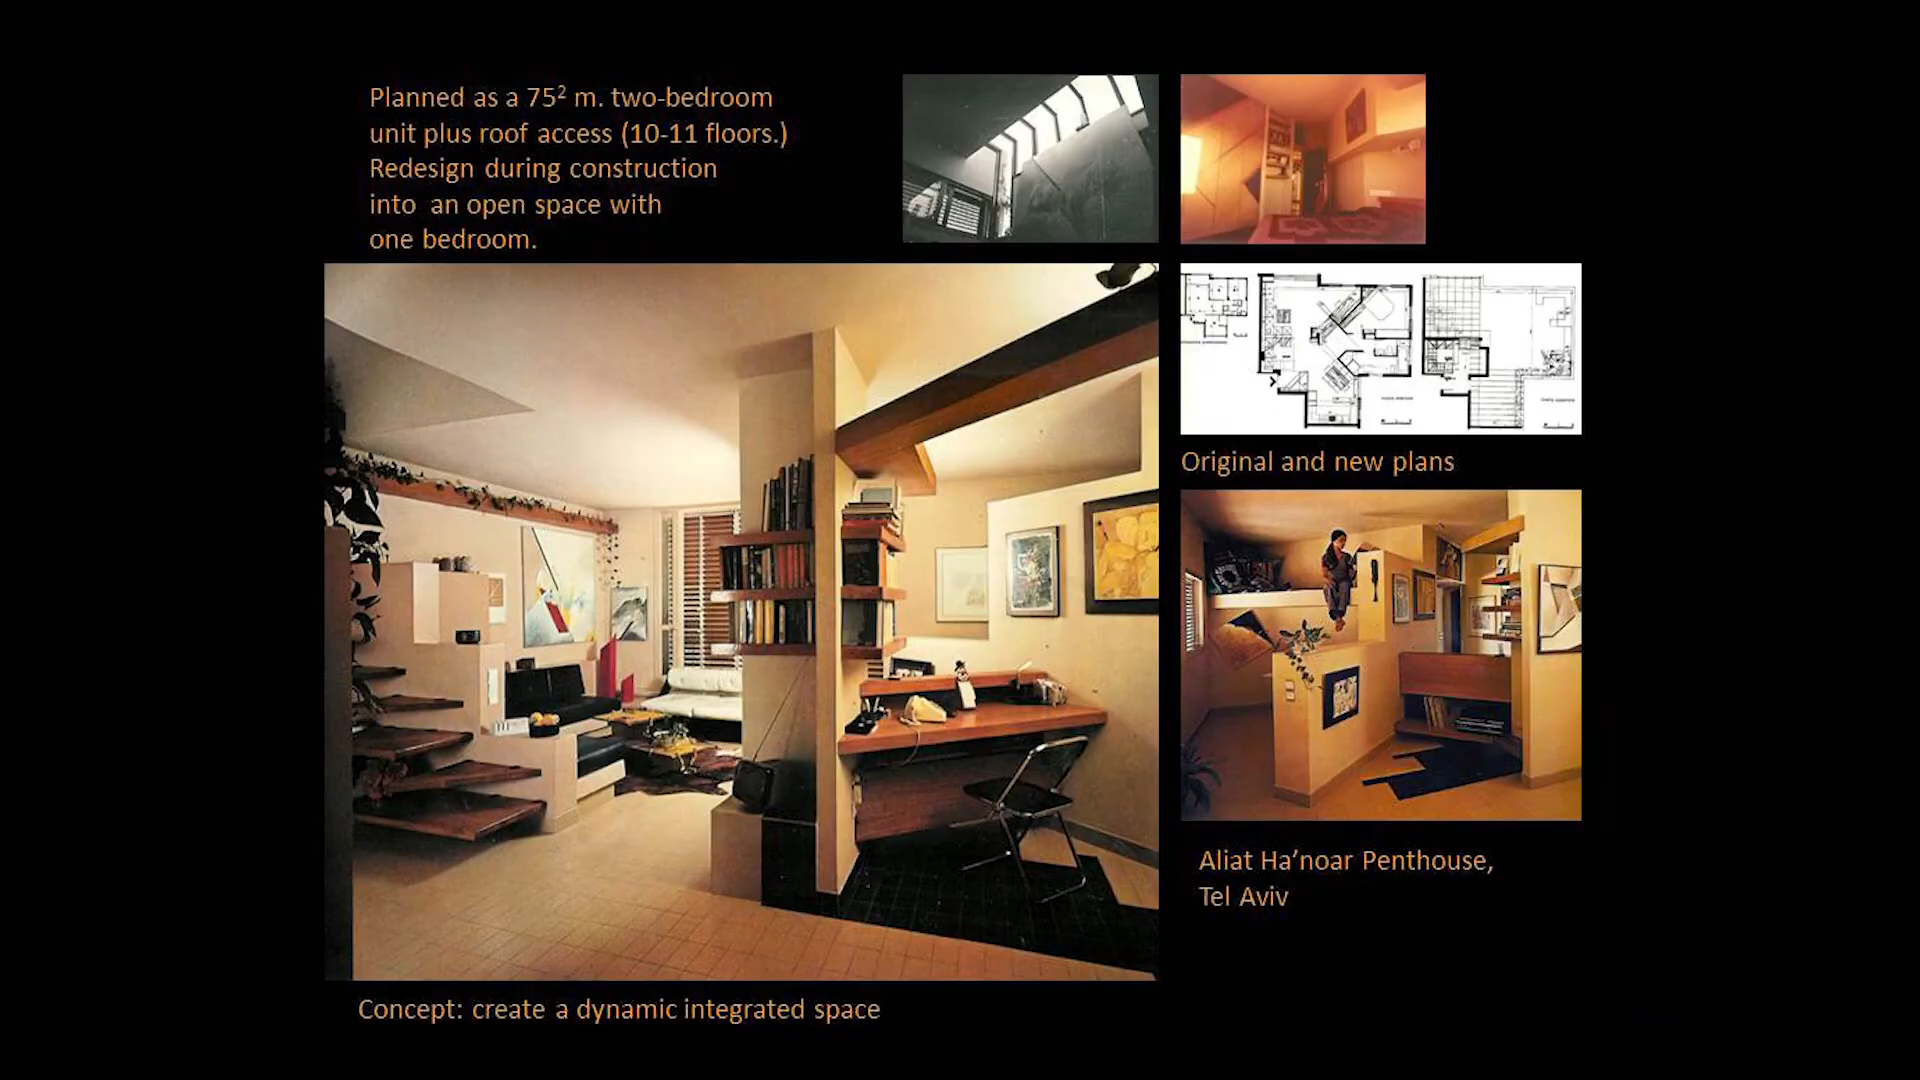 Planned as a 75² m. two-bedroom
unit plus roof access (10-11 floors.)
Redesign during construction
into an open space with
one bedroom.
Original and new plans
Aliat Ha’noar Penthouse,
Tel Aviv
Concept: create a dynamic integrated space